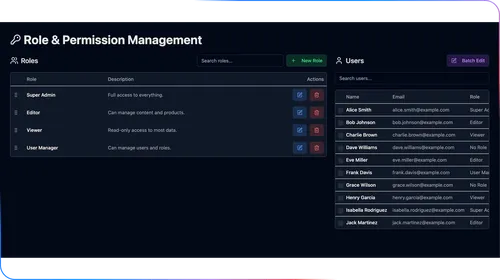 Role & Permission Management
Roles
Search roles...
+ New Role
Role Description Actions
Super Admin Full access to everything.
Editor Can manage content and products.
Viewer Read-only access to most data.
User Manager Can manage users and roles.
Users
Batch Edit
Search users...
Name Email Role
Alice Smith alice.smith@example.com Super Ad
Bob Johnson bob.johnson@example.com Editor
Charlie Brown charlie.brown@example.com Viewer
Dave Williams dave.williams@example.com No Role
Eve Miller eve.miller@example.com Editor
Frank Davis frank.davis@example.com User Ma
Grace Wilson grace.wilson@example.com No Role
Henry Garcia henry.garcia@example.com Viewer
Isabella Rodriguez isabella.rodriguez@example.com Super Ad
Jack Martinez jack.martinez@example.com Editor